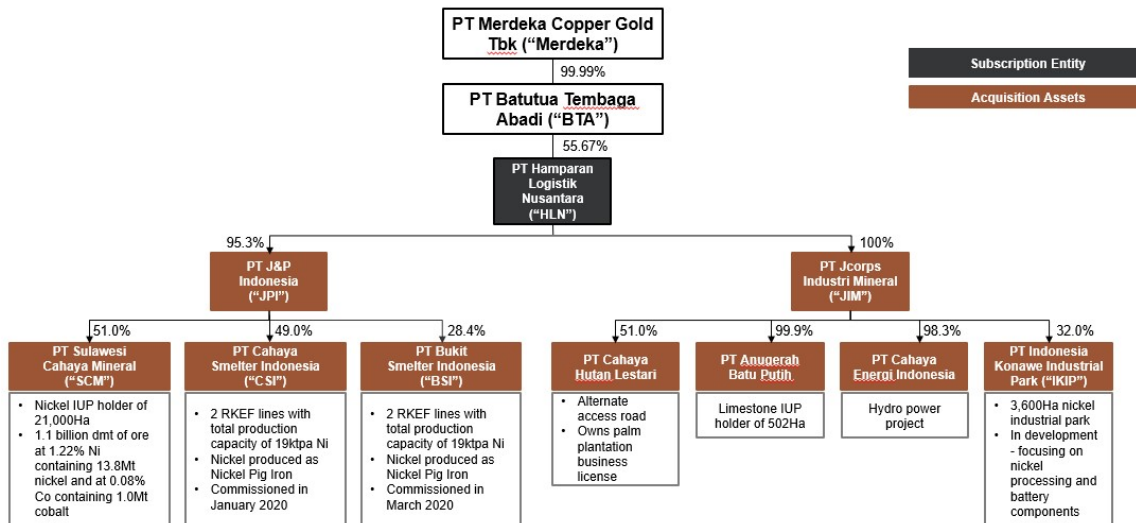 PT Merdeka Copper Gold
Tbk (“Merdeka”)
99.99%
Subscription Entity
Acquisition Assets
PT Batutua Tembaga
Abadi (“BTA”)
55.67%
PT Hamparan
Logistik
Nusantara
(“HLN”)
95.3%
100%
PT J&P
Indonesia
(“JPI”)
PT Jcorps
Industri Mineral
(“JIM”)
51.0%
49.0%
28.4%
51.0%
99.9%
98.3%
32.0%
PT Sulawesi
Cahaya Mineral
(“SCM”)
• Nickel IUP holder of
21,000Ha
• 1.1 billion dmt of ore
at 1.22% Ni
containing 13.8Mt
nickel and at 0.08%
Co containing 1.0Mt
cobalt
PT Cahaya
Smelter Indonesia
(“CSI”)
• 2 RKEF lines with
total production
capacity of 19ktpa Ni
• Nickel produced as
Nickel Pig Iron
• Commissioned in
January 2020
PT Bukit
Smelter Indonesia
(“BSI”)
• 2 RKEF lines with
total production
capacity of 19ktpa Ni
• Nickel produced as
Nickel Pig Iron
• Commissioned in
March 2020
PT Cahaya
Hutan Lestari
• Alternate
access road
• Owns palm
plantation
business
license
PT Anugerah
Batu Putih
Limestone IUP
holder of 502Ha
PT Cahaya
Energi Indonesia
Hydro power
project
PT Indonesia
Konawe Industrial
Park (“IKIP”)
• 3,600Ha nickel
industrial park
• In development
- focusing on
nickel
processing and
battery
components